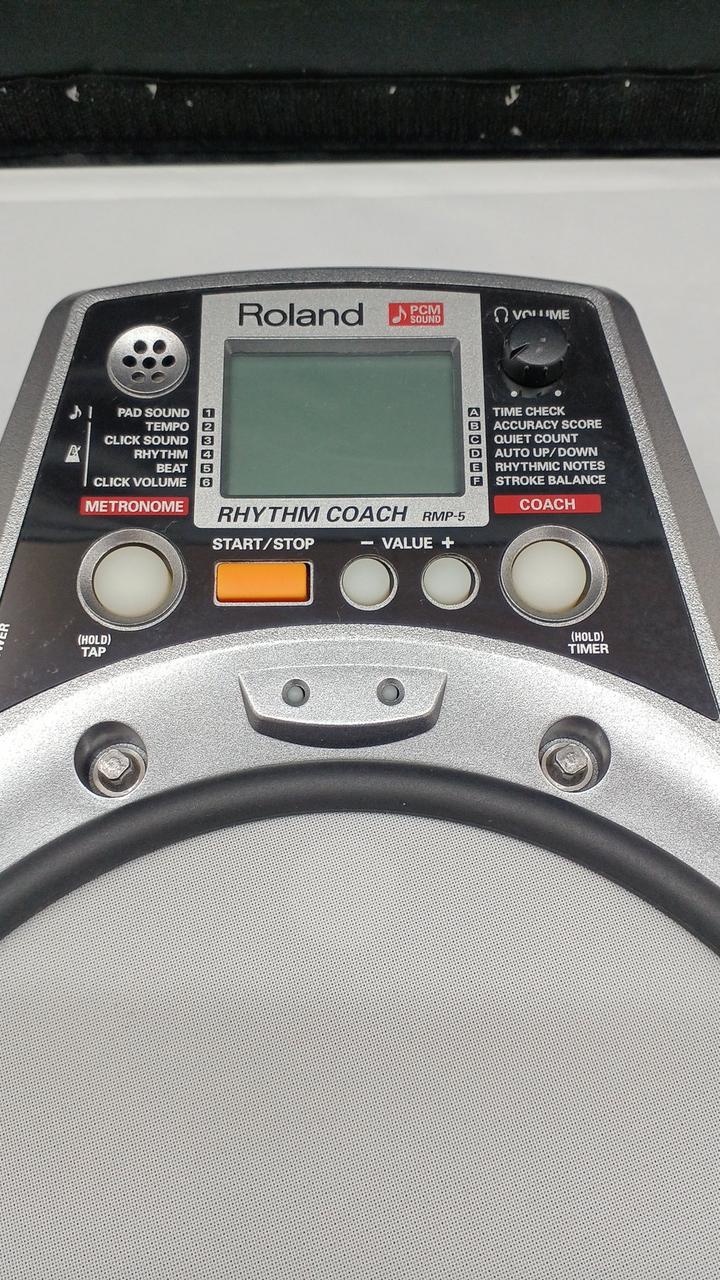 Roland
PCM
SOUND
VOLUME
PAD SOUND 1
TEMPO 2
CLICK SOUND 3
RHYTHM 4
BEAT 5
CLICK VOLUME 6
METRONOME
A TIME CHECK
B ACCURACY SCORE
C QUIET COUNT
D AUTO UP/DOWN
E RHYTHMIC NOTES
F STROKE BALANCE
COACH
RHYTHM COACH RMP-5
START/STOP
− VALUE +
(HOLD)
TAP
(HOLD)
TIMER